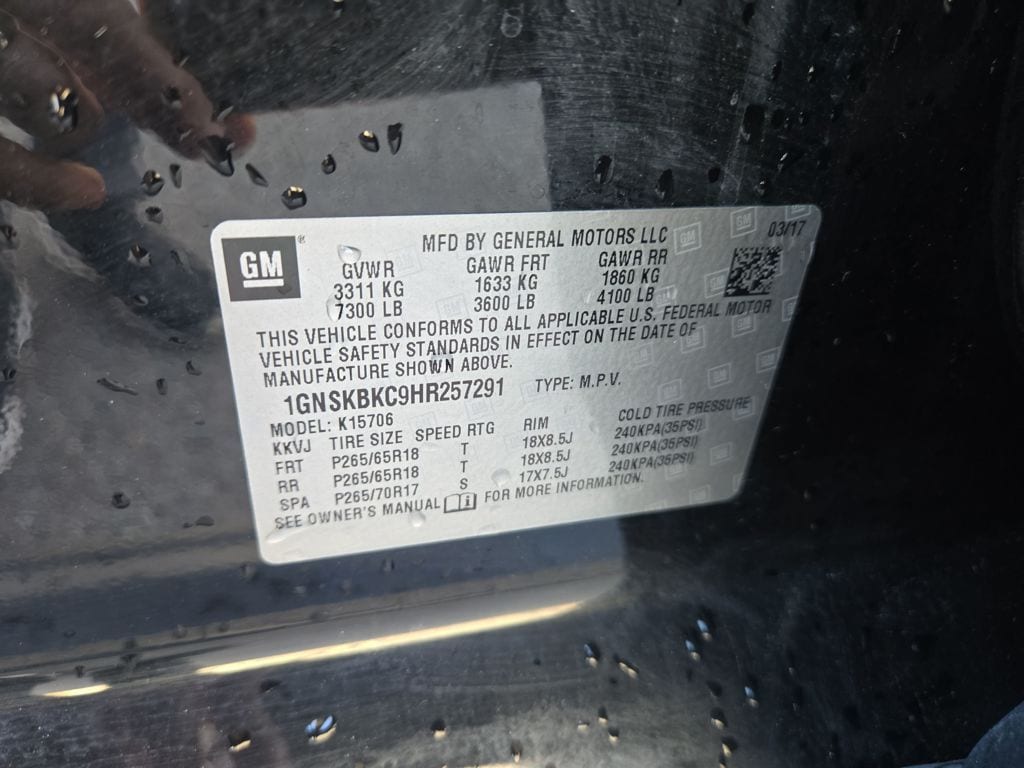 GM®
MFD BY GENERAL MOTORS LLC
03/17
GVWR GAWR FRT GAWR RR
3311 KG 1633 KG 1860 KG
7300 LB 3600 LB 4100 LB
THIS VEHICLE CONFORMS TO ALL APPLICABLE U.S. FEDERAL MOTOR
VEHICLE SAFETY STANDARDS IN EFFECT ON THE DATE OF
MANUFACTURE SHOWN ABOVE.
1GNSKBKC9HR257291 TYPE: M.P.V.
MODEL: K15706
KKVJ TIRE SIZE SPEED RTG RIM COLD TIRE PRESSURE
FRT P265/65R18 T 18X8.5J 240KPA(35PSI)
RR P265/65R18 T 18X8.5J 240KPA(35PSI)
SPA P265/70R17 S 17X7.5J 240KPA(35PSI)
SEE OWNER'S MANUAL FOR MORE INFORMATION.